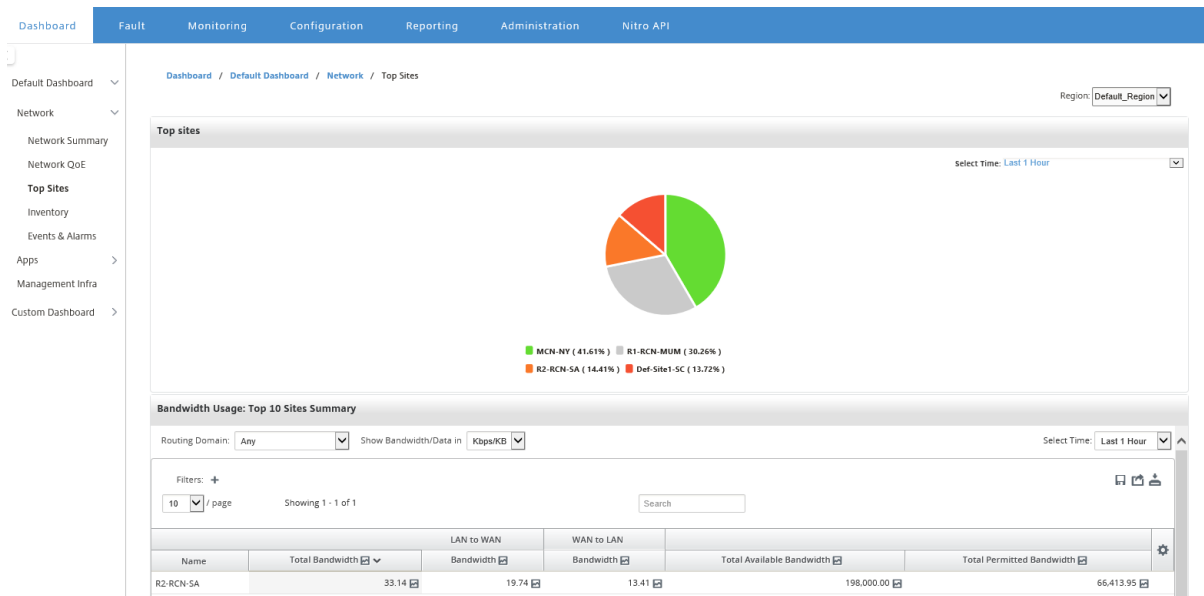 Dashboard Fault Monitoring Configuration Reporting Administration Nitro API
Dashboard / Default Dashboard / Network / Top Sites
Default Dashboard
Network
Network Summary
Network QoE
Top Sites
Inventory
Events & Alarms
Apps
Management Infra
Custom Dashboard
Region: Default_Region
Top sites
Select Time: Last 1 Hour
MCN-NY ( 41.61% ) R1-RCN-MUM ( 30.26% )
R2-RCN-SA ( 14.41% ) Def-Site1-SC ( 13.72% )
Bandwidth Usage: Top 10 Sites Summary
Routing Domain: Any Show Bandwidth/Data in Kbps/KB Select Time: Last 1 Hour
Filters: +
10 / page Showing 1 - 1 of 1 Search
LAN to WAN WAN to LAN
Name Total Bandwidth Bandwidth Bandwidth Total Available Bandwidth Total Permitted Bandwidth
R2-RCN-SA 33.14 19.74 13.41 198,000.00 66,413.95